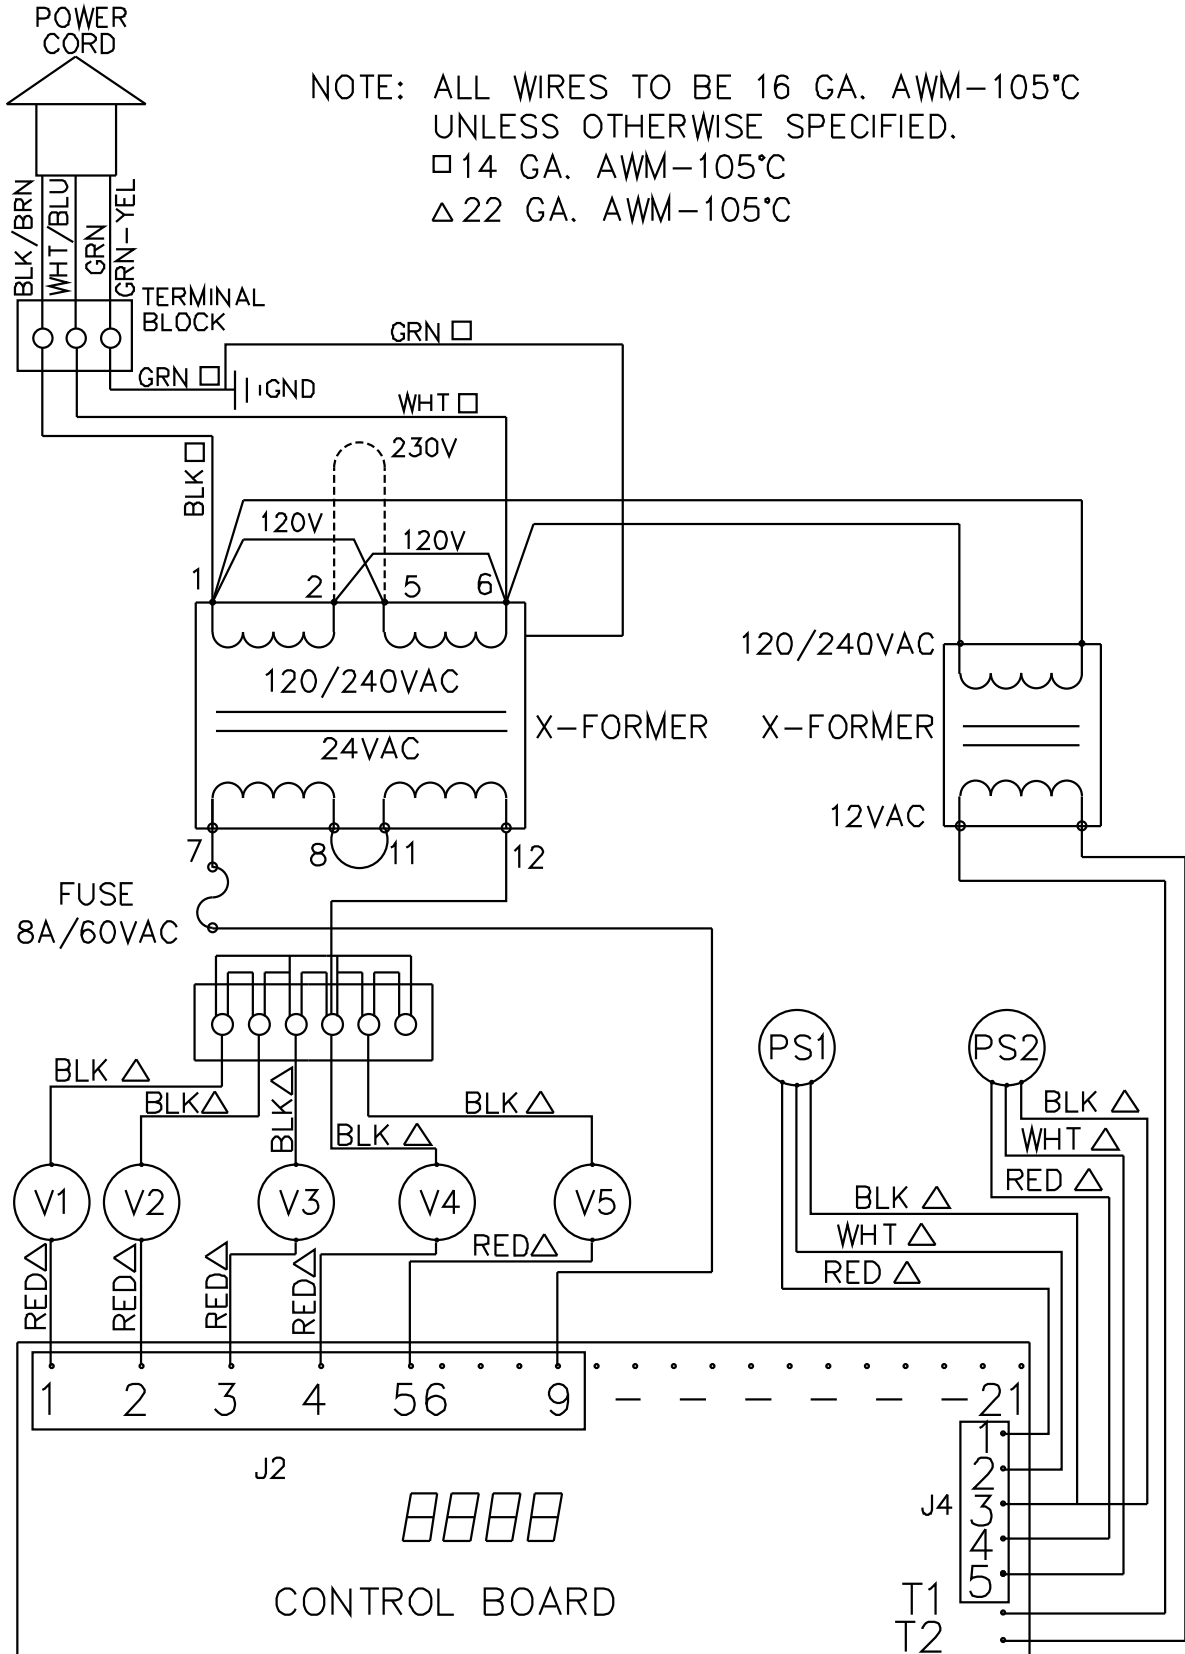 POWER
CORD
NOTE: ALL WIRES TO BE 16 GA. AWM-105°C
UNLESS OTHERWISE SPECIFIED.
□ 14 GA. AWM-105°C
△ 22 GA. AWM-105°C
BLK/BRN
WHT/BLU
GRN
GRN-YEL
TERMINAL
BLOCK
GRN □
GRN □
GND
WHT □
BLK □
230V
120V
120V
1
2
5
6
120/240VAC
24VAC
X-FORMER
120/240VAC
X-FORMER
12VAC
7
8
11
12
FUSE
8A/60VAC
PS1
PS2
BLK △
BLK △
BLK △
BLK △
BLK △
BLK △
WHT △
RED △
V1
V2
V3
V4
V5
BLK △
WHT △
RED △
RED △
RED △
RED △
RED △
RED △
1
2
3
4
5
6
9
— — — — —
21
J2
J4
1
2
3
4
5
8888
CONTROL BOARD
T1
T2